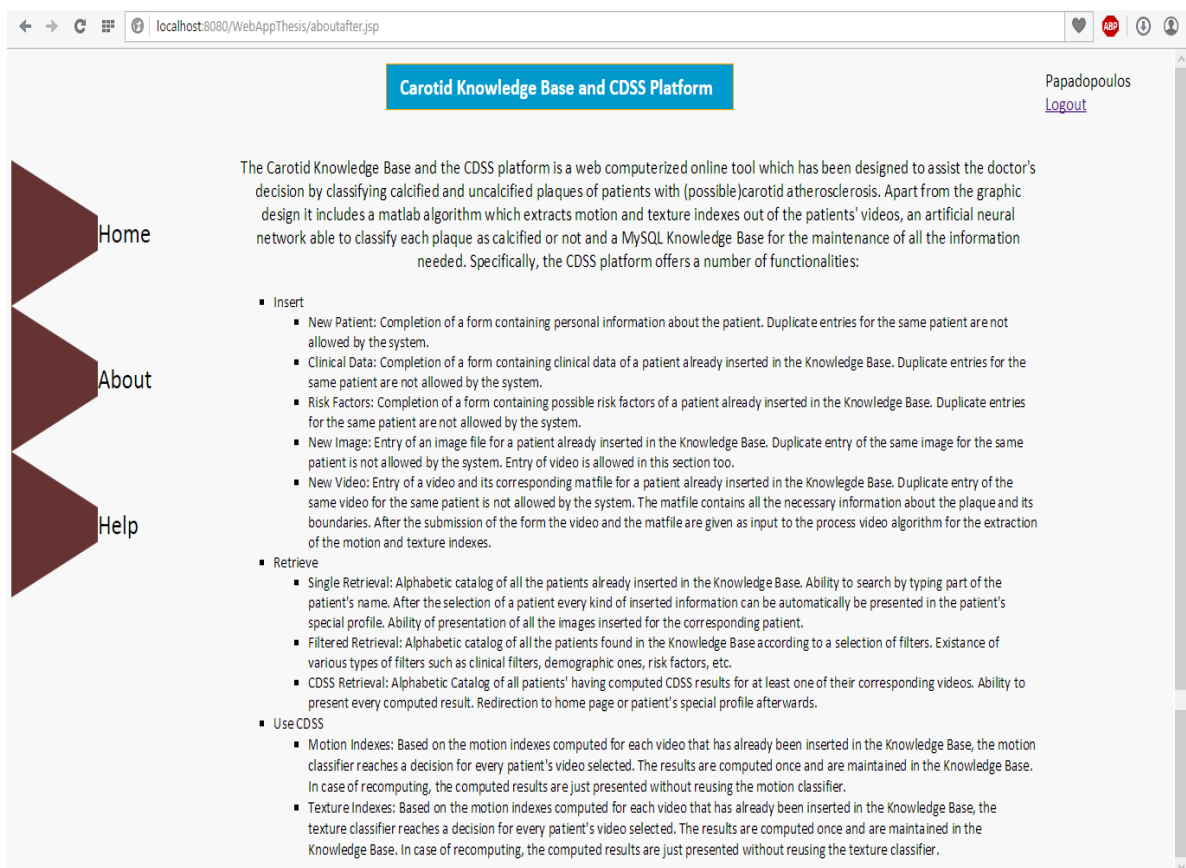 localhost:8080/WebAppThesis/aboutafter.jsp
ABP
Carotid Knowledge Base and CDSS Platform
Papadopoulos
Logout
Home
About
Help
The Carotid Knowledge Base and the CDSS platform is a web computerized online tool which has been designed to assist the doctor's
decision by classifying calcified and uncalcified plaques of patients with (possible)carotid atherosclerosis. Apart from the graphic
design it includes a matlab algorithm which extracts motion and texture indexes out of the patients' videos, an artificial neural
network able to classify each plaque as calcified or not and a MySQL Knowledge Base for the maintenance of all the information
needed. Specifically, the CDSS platform offers a number of functionalities:
▪ Insert
▪ New Patient: Completion of a form containing personal information about the patient. Duplicate entries for the same patient are not
allowed by the system.
▪ Clinical Data: Completion of a form containing clinical data of a patient already inserted in the Knowledge Base. Duplicate entries for the
same patient are not allowed by the system.
▪ Risk Factors: Completion of a form containing possible risk factors of a patient already inserted in the Knowledge Base. Duplicate entries
for the same patient are not allowed by the system.
▪ New Image: Entry of an image file for a patient already inserted in the Knowledge Base. Duplicate entry of the same image for the same
patient is not allowed by the system. Entry of video is allowed in this section too.
▪ New Video: Entry of a video and its corresponding matfile for a patient already inserted in the Knowlegde Base. Duplicate entry of the
same video for the same patient is not allowed by the system. The matfile contains all the necessary information about the plaque and its
boundaries. After the submission of the form the video and the matfile are given as input to the process video algorithm for the extraction
of the motion and texture indexes.
▪ Retrieve
▪ Single Retrieval: Alphabetic catalog of all the patients already inserted in the Knowledge Base. Ability to search by typing part of the
patient's name. After the selection of a patient every kind of inserted information can be automatically be presented in the patient's
special profile. Ability of presentation of all the images inserted for the corresponding patient.
▪ Filtered Retrieval: Alphabetic catalog of all the patients found in the Knowledge Base according to a selection of filters. Existance of
various types of filters such as clinical filters, demographic ones, risk factors, etc.
▪ CDSS Retrieval: Alphabetic Catalog of all patients' having computed CDSS results for at least one of their corresponding videos. Ability to
present every computed result. Redirection to home page or patient's special profile afterwards.
▪ Use CDSS
▪ Motion Indexes: Based on the motion indexes computed for each video that has already been inserted in the Knowledge Base, the motion
classifier reaches a decision for every patient's video selected. The results are computed once and are maintained in the Knowledge Base.
In case of recomputing, the computed results are just presented without reusing the motion classifier.
▪ Texture Indexes: Based on the motion indexes computed for each video that has already been inserted in the Knowledge Base, the
texture classifier reaches a decision for every patient's video selected. The results are computed once and are maintained in the
Knowledge Base. In case of recomputing, the computed results are just presented without reusing the texture classifier.